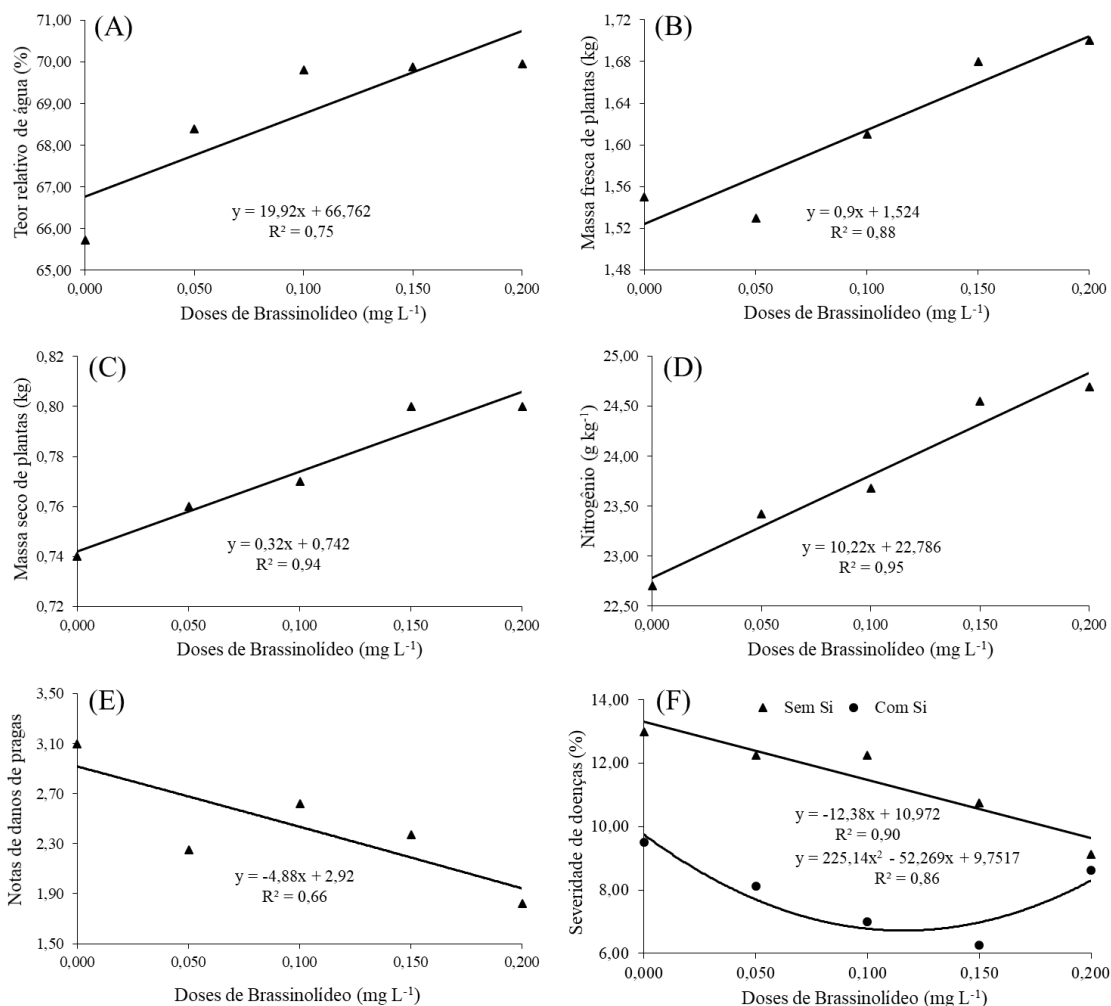 (A)
Teor relativo de água (%)
71,00
70,00
69,00
68,00
67,00
66,00
65,00
y = 19,92x + 66,762
R² = 0,75
0,000 0,050 0,100 0,150 0,200
Doses de Brassinolídeo (mg L⁻¹)
(B)
Massa fresca de plantas (kg)
1,72
1,68
1,64
1,60
1,56
1,52
1,48
y = 0,9x + 1,524
R² = 0,88
0,000 0,050 0,100 0,150 0,200
Doses de Brassinolídeo (mg L⁻¹)
(C)
Massa seco de plantas (kg)
0,82
0,80
0,78
0,76
0,74
0,72
y = 0,32x + 0,742
R² = 0,94
0,000 0,050 0,100 0,150 0,200
Doses de Brassinolídeo (mg L⁻¹)
(D)
Nitrogênio (g kg⁻¹)
25,00
24,50
24,00
23,50
23,00
22,50
y = 10,22x + 22,786
R² = 0,95
0,000 0,050 0,100 0,150 0,200
Doses de Brassinolídeo (mg L⁻¹)
(E)
Notas de danos de pragas
3,50
3,10
2,70
2,30
1,90
1,50
y = -4,88x + 2,92
R² = 0,66
0,000 0,050 0,100 0,150 0,200
Doses de Brassinolídeo (mg L⁻¹)
(F)
Sem Si Com Si
Severidade de doenças (%)
14,00
12,00
10,00
8,00
6,00
y = -12,38x + 10,972
R² = 0,90
y = 225,14x² - 52,269x + 9,7517
R² = 0,86
0,000 0,050 0,100 0,150 0,200
Doses de Brassinolídeo (mg L⁻¹)